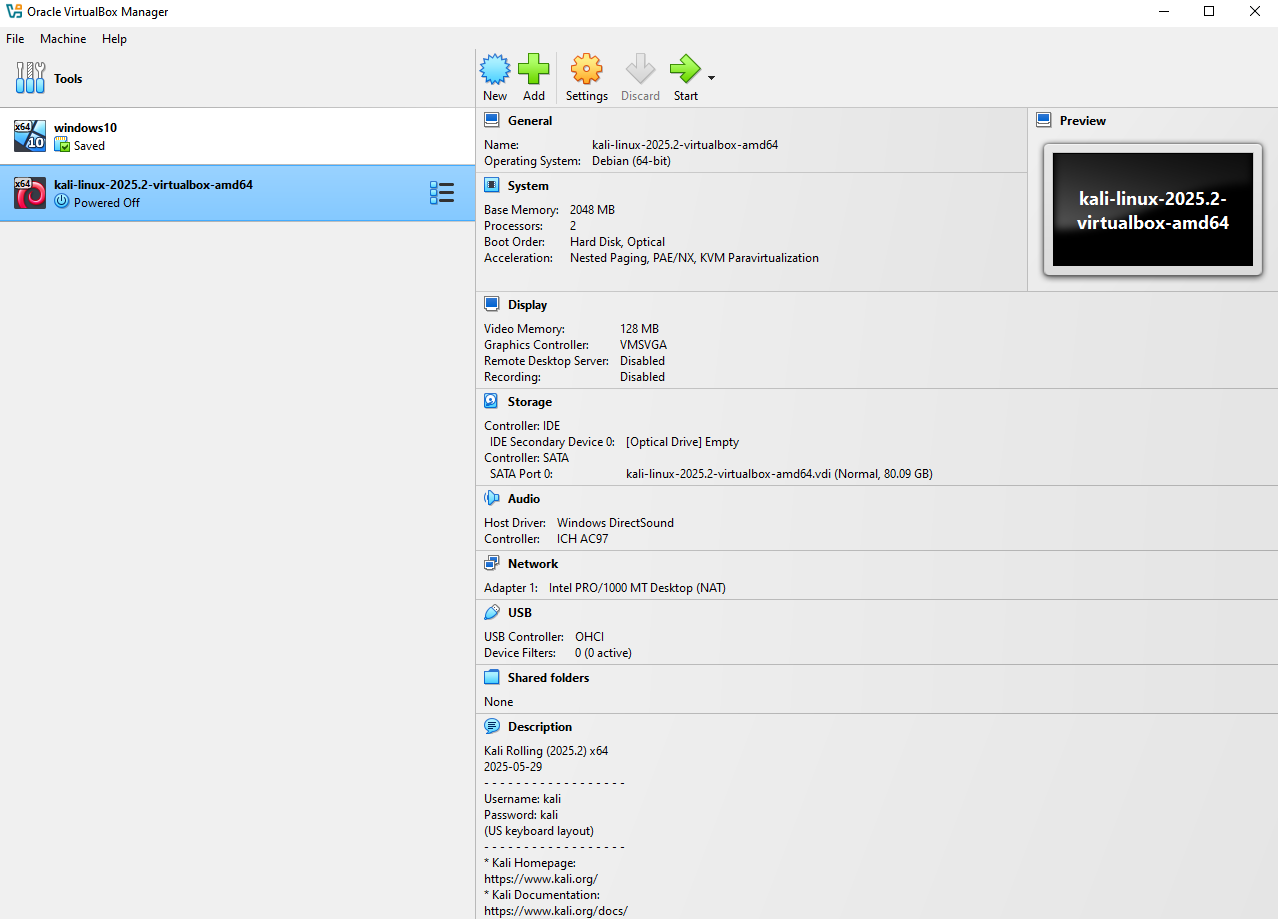 Oracle VirtualBox Manager
File Machine Help
Tools
New Add Settings Discard Start
x64 10 windows10
Saved
x64 kali-linux-2025.2-virtualbox-amd64
Powered Off
General
Name: kali-linux-2025.2-virtualbox-amd64
Operating System: Debian (64-bit)
System
Base Memory: 2048 MB
Processors: 2
Boot Order: Hard Disk, Optical
Acceleration: Nested Paging, PAE/NX, KVM Paravirtualization
Preview
kali-linux-2025.2-
virtualbox-amd64
Display
Video Memory: 128 MB
Graphics Controller: VMSVGA
Remote Desktop Server: Disabled
Recording: Disabled
Storage
Controller: IDE
IDE Secondary Device 0: [Optical Drive] Empty
Controller: SATA
SATA Port 0: kali-linux-2025.2-virtualbox-amd64.vdi (Normal, 80.09 GB)
Audio
Host Driver: Windows DirectSound
Controller: ICH AC97
Network
Adapter 1: Intel PRO/1000 MT Desktop (NAT)
USB
USB Controller: OHCI
Device Filters: 0 (0 active)
Shared folders
None
Description
Kali Rolling (2025.2) x64
2025-05-29
- - - - - - - - - - - - - - - - - -
Username: kali
Password: kali
(US keyboard layout)
- - - - - - - - - - - - - - - - - -
* Kali Homepage:
https://www.kali.org/
* Kali Documentation:
https://www.kali.org/docs/